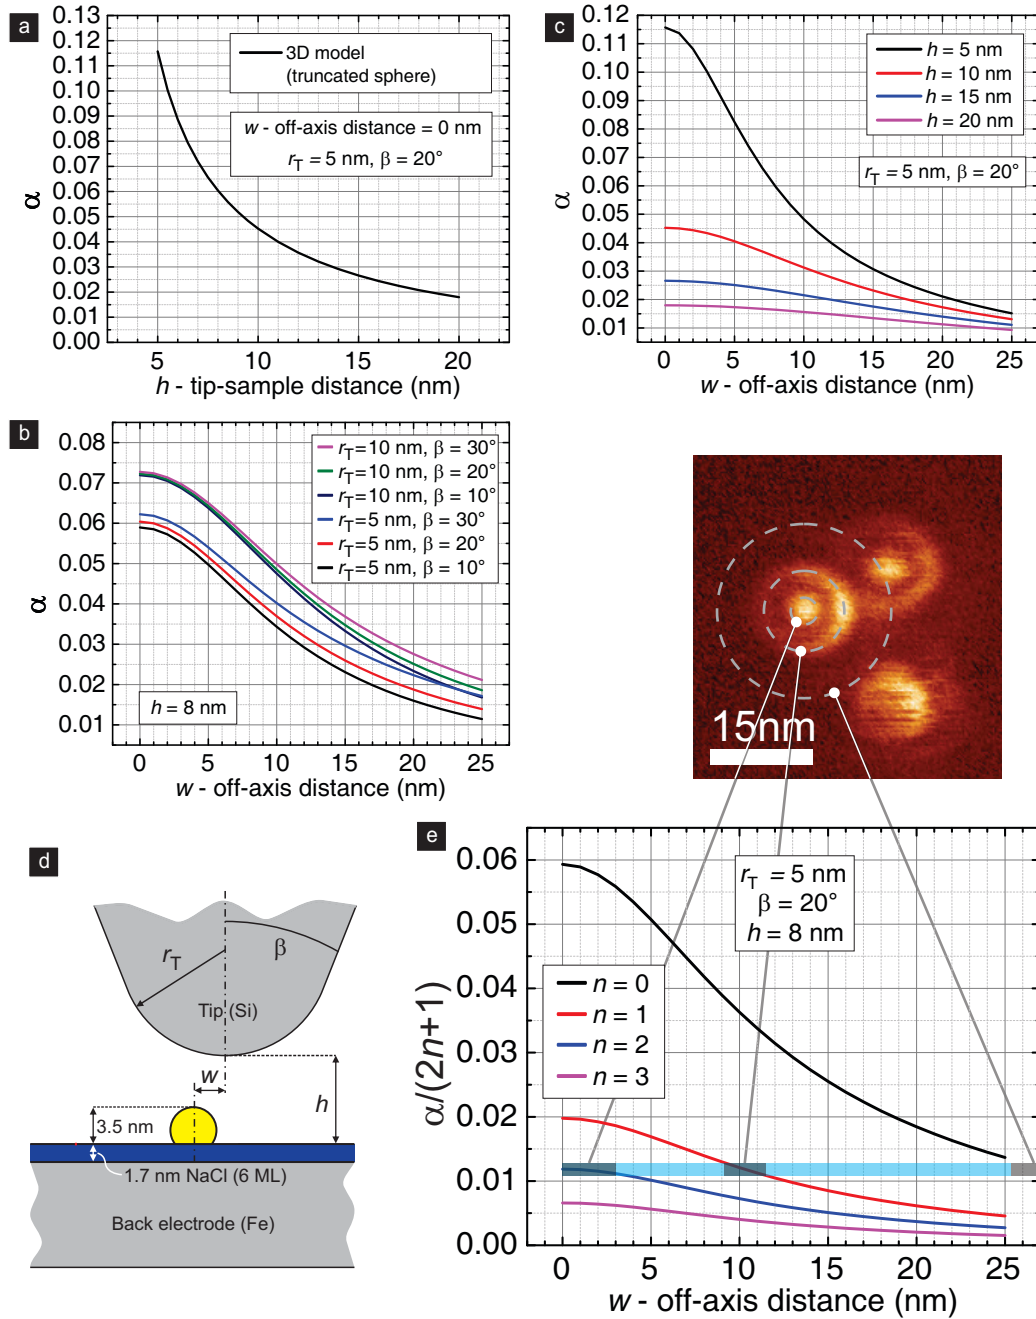 a
0.13
0.12
0.11
0.10
0.09
0.08
0.07
0.06
0.05
0.04
0.03
0.02
0.01
0.00
α
3D model
(truncated sphere)
w - off-axis distance = 0 nm
rT = 5 nm, β = 20°
5 10 15 20
h - tip-sample distance (nm)
c
0.12
0.11
0.10
0.09
0.08
0.07
0.06
0.05
0.04
0.03
0.02
0.01
α
h = 5 nm
h = 10 nm
h = 15 nm
h = 20 nm
rT = 5 nm, β = 20°
0 5 10 15 20 25
w - off-axis distance (nm)
b
0.08
0.07
0.06
0.05
0.04
0.03
0.02
0.01
α
rT=10 nm, β = 30°
rT=10 nm, β = 20°
rT=10 nm, β = 10°
rT=5 nm, β = 30°
rT=5 nm, β = 20°
rT=5 nm, β = 10°
h = 8 nm
0 5 10 15 20 25
w - off-axis distance (nm)
15nm
d
rT
β
Tip (Si)
w
h
3.5 nm
1.7 nm NaCl (6 ML)
Back electrode (Fe)
e
0.06
0.05
0.04
0.03
0.02
0.01
0.00
α/(2n+1)
rT = 5 nm
β = 20°
h = 8 nm
n = 0
n = 1
n = 2
n = 3
0 5 10 15 20 25
w - off-axis distance (nm)